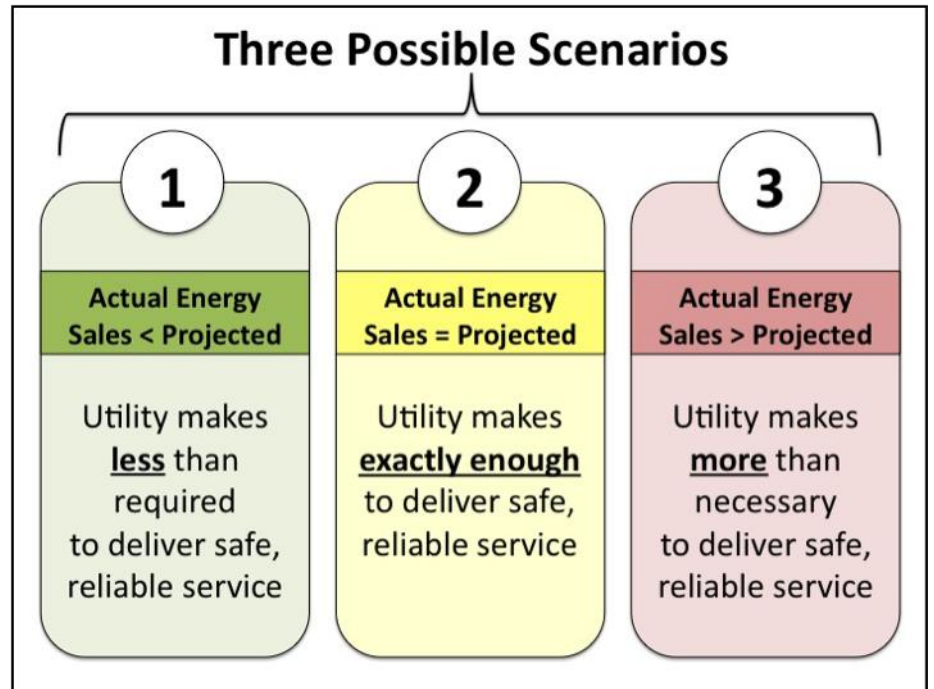 Three Possible Scenarios
1
Actual Energy
Sales < Projected
Utility makes
less than
required
to deliver safe,
reliable service
2
Actual Energy
Sales = Projected
Utility makes
exactly enough
to deliver safe,
reliable service
3
Actual Energy
Sales > Projected
Utility makes
more than
necessary
to deliver safe,
reliable service